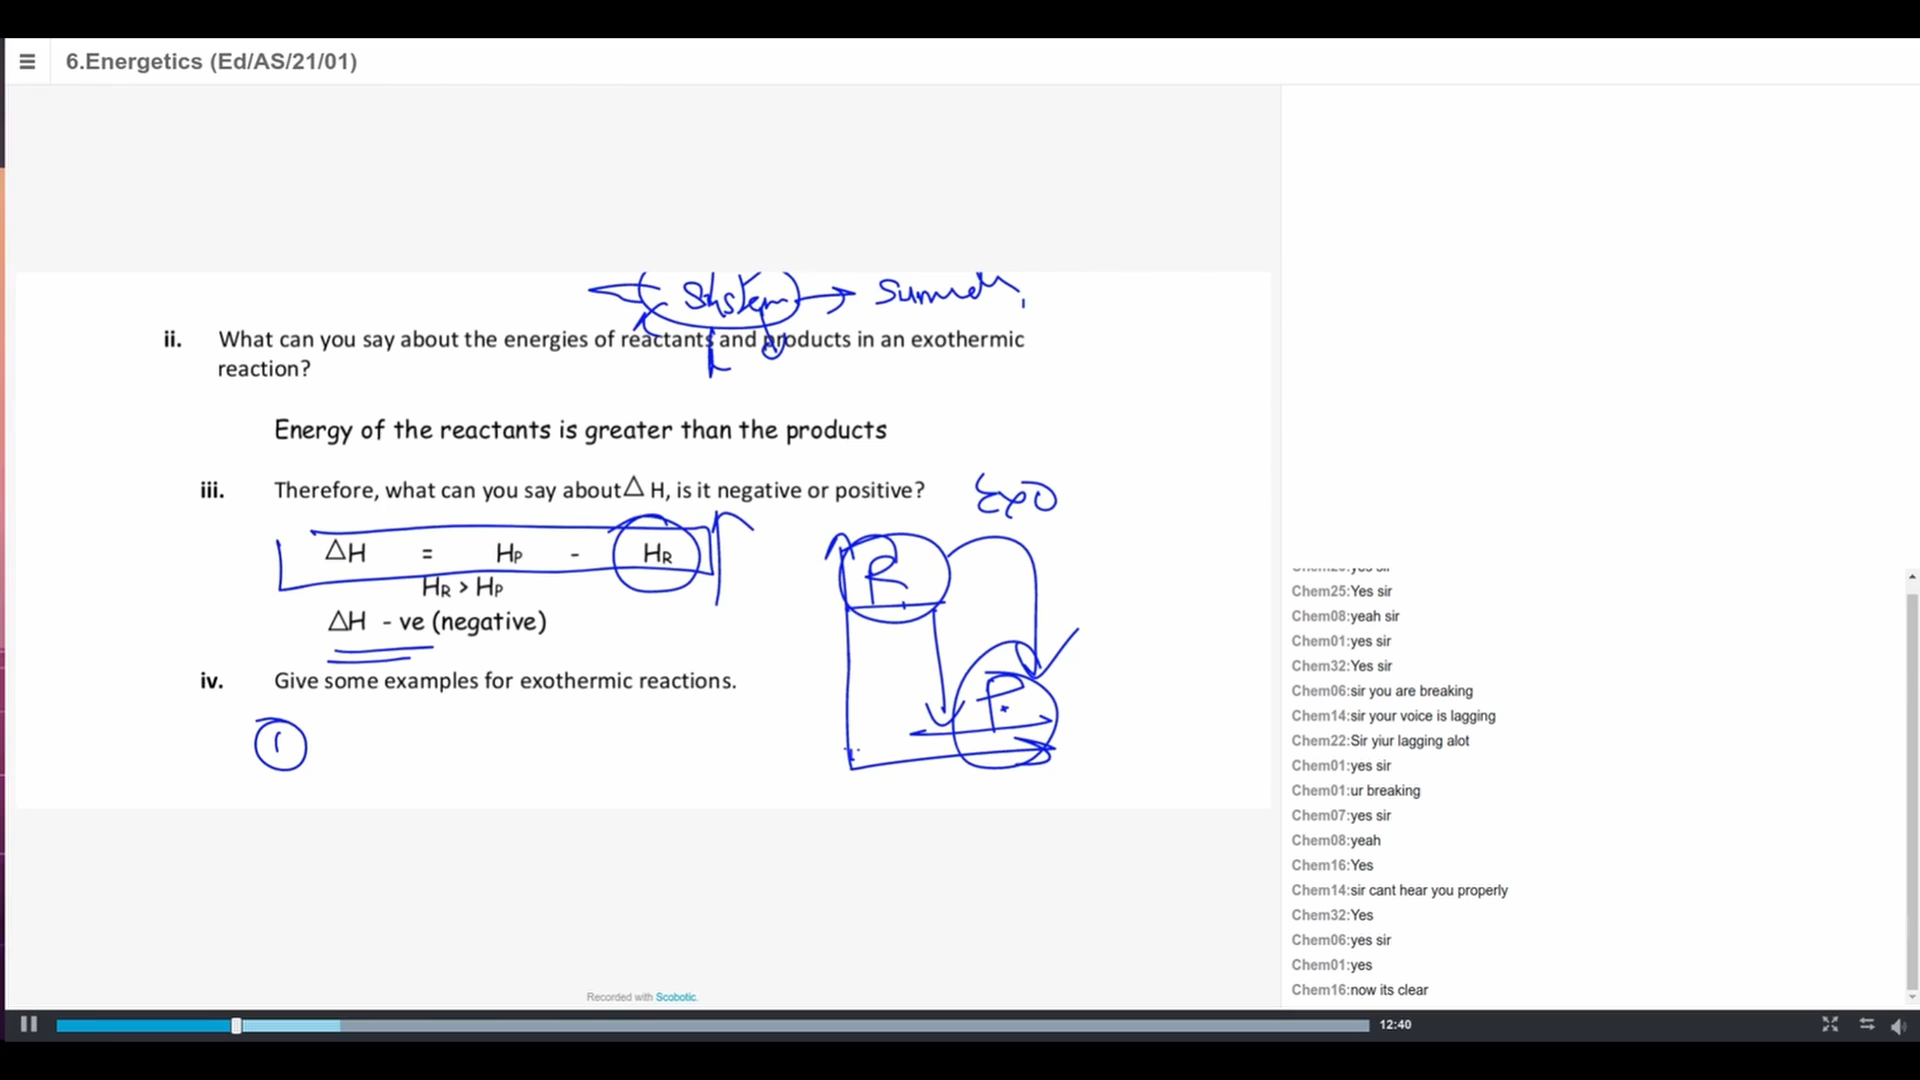 6.Energetics (Ed/AS/21/01)
System
ii. What can you say about the energies of reactants and products in an exothermic
reaction?
Energy of the reactants is greater than the products
iii. Therefore, what can you say about △ H, is it negative or positive?
Exo
△H = HP - HR
HR > HP
△H - ve (negative)
R
P
iv. Give some examples for exothermic reactions.
1
Recorded with Scobotic.
12:40
Chem25:Yes sir
Chem08:yeah sir
Chem01:yes sir
Chem32:Yes sir
Chem06:sir you are breaking
Chem14:sir your voice is lagging
Chem22:Sir yiur lagging alot
Chem01:yes sir
Chem01:ur breaking
Chem07:yes sir
Chem08:yeah
Chem16:Yes
Chem14:sir cant hear you properly
Chem32:Yes
Chem06:yes sir
Chem01:yes
Chem16:now its clear